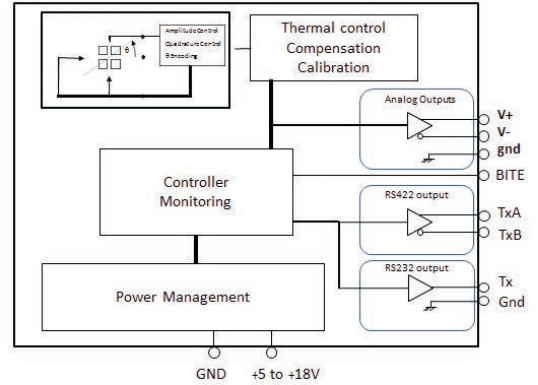 Amplitude Control
Quadrature Control
θ Encoding
θ
Thermal control
Compensation
Calibration
Analog Outputs
V+
V-
gnd
BITE
Controller
Monitoring
RS422 output
TxA
TxB
RS232 output
Tx
Gnd
Power Management
GND
+5 to +18V